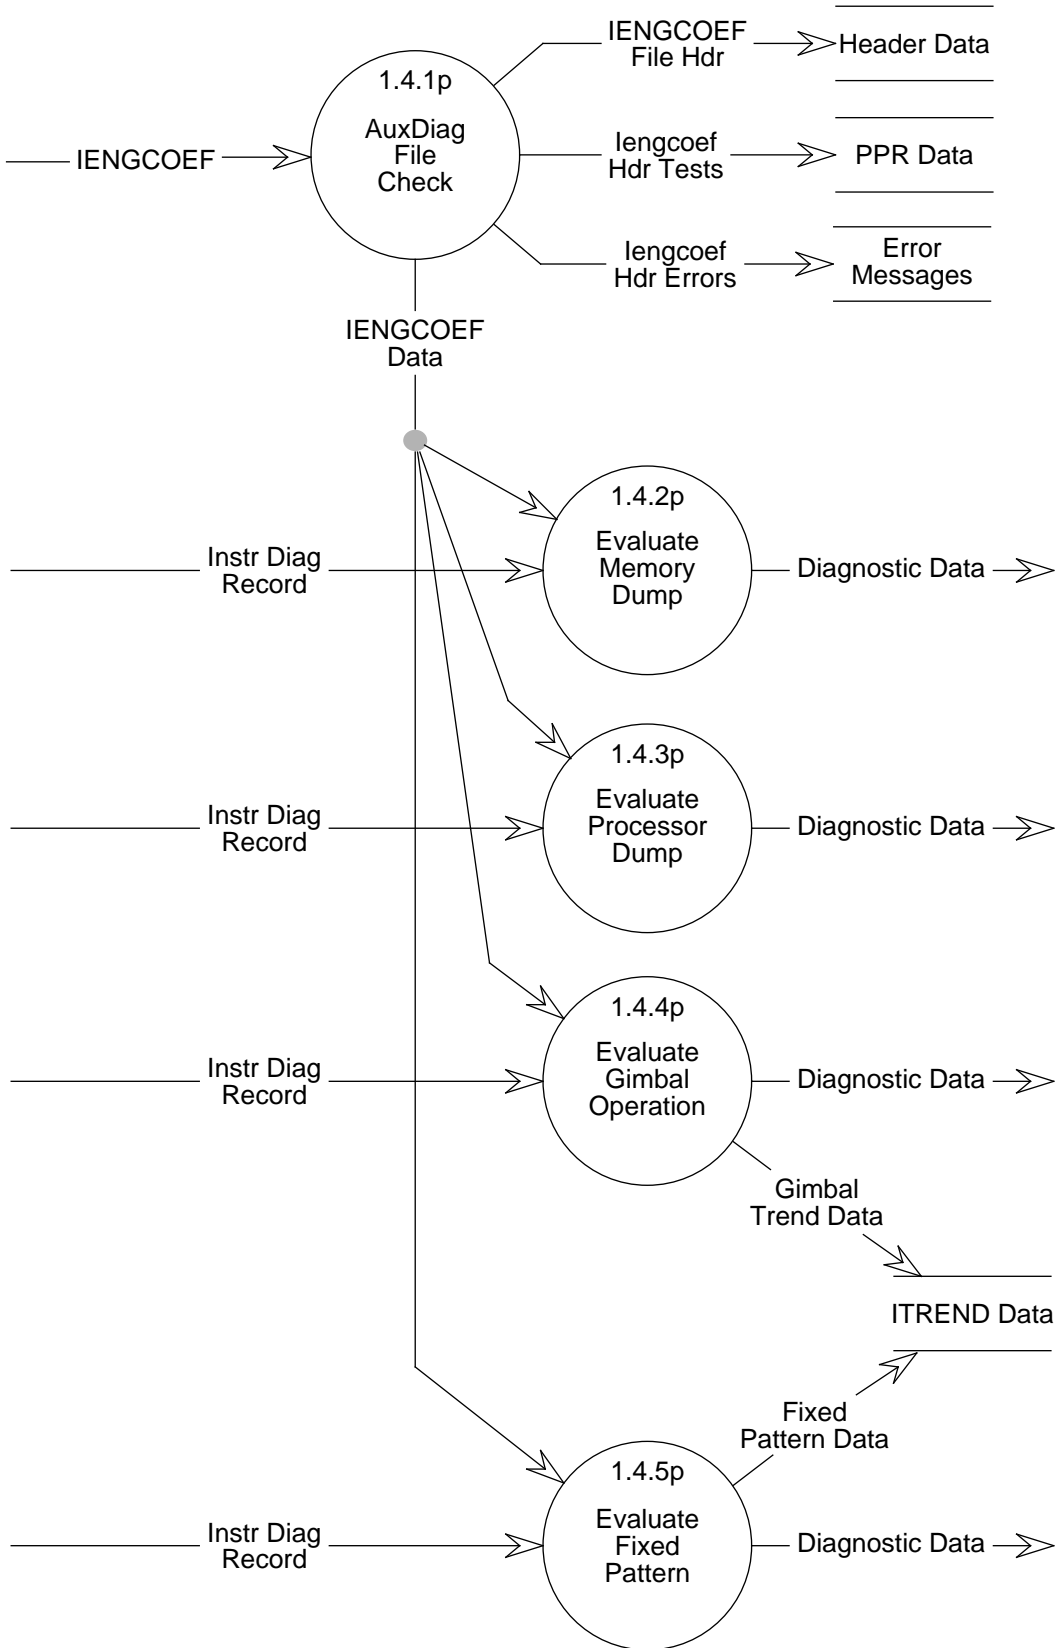 IENGCOEF
File Hdr
Header Data
1.4.1p
AuxDiag
File
Check
IENGCOEF
Iengcoef
Hdr Tests
PPR Data
Iengcoef
Hdr Errors
Error
Messages
IENGCOEF
Data
1.4.2p
Evaluate
Memory
Dump
Instr Diag
Record
Diagnostic Data
1.4.3p
Evaluate
Processor
Dump
Instr Diag
Record
Diagnostic Data
1.4.4p
Evaluate
Gimbal
Operation
Instr Diag
Record
Diagnostic Data
Gimbal
Trend Data
ITREND Data
Fixed
Pattern Data
1.4.5p
Evaluate
Fixed
Pattern
Instr Diag
Record
Diagnostic Data